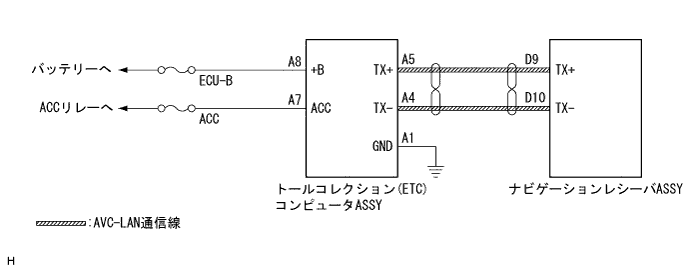 バッテリーへ
ECU-B
A8
+B
TX+
A5
D9
TX+
ACCリレーへ
ACC
A7
ACC
TX-
A4
D10
TX-
GND
A1
トールコレクション(ETC)
コンピュータASSY
ナビゲーションレシーバASSY
:AVC-LAN通信線
H